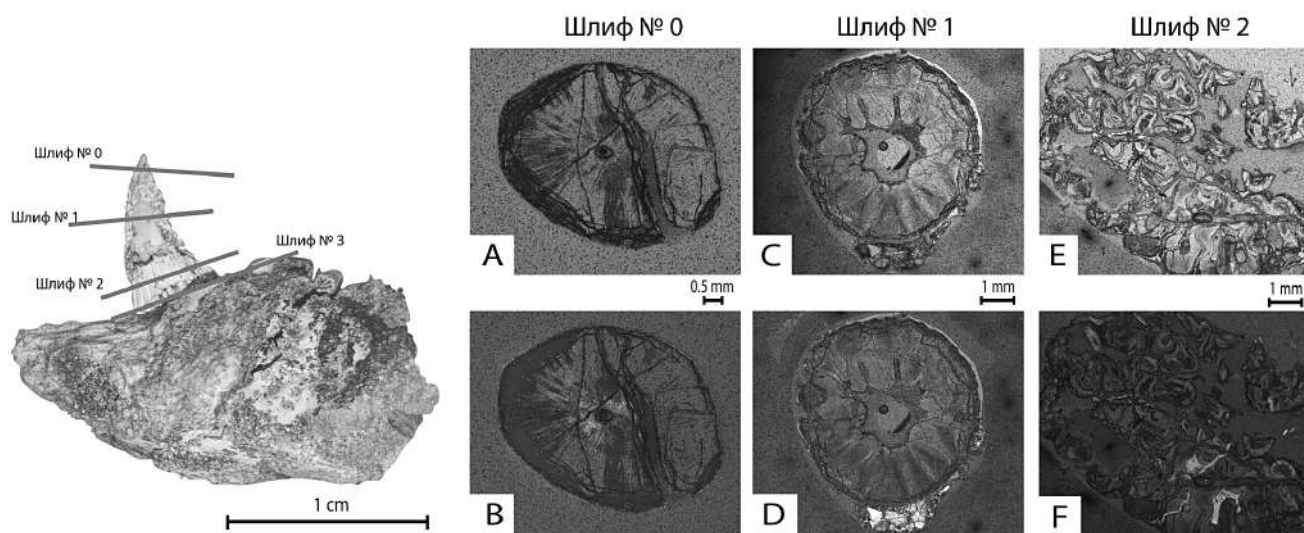 Шлиф № 0 Шлиф № 1 Шлиф № 2
Шлиф № 0
Шлиф № 1
Шлиф № 3
Шлиф № 2
1 cm
A C E
0.5 mm 1 mm 1 mm
B D F